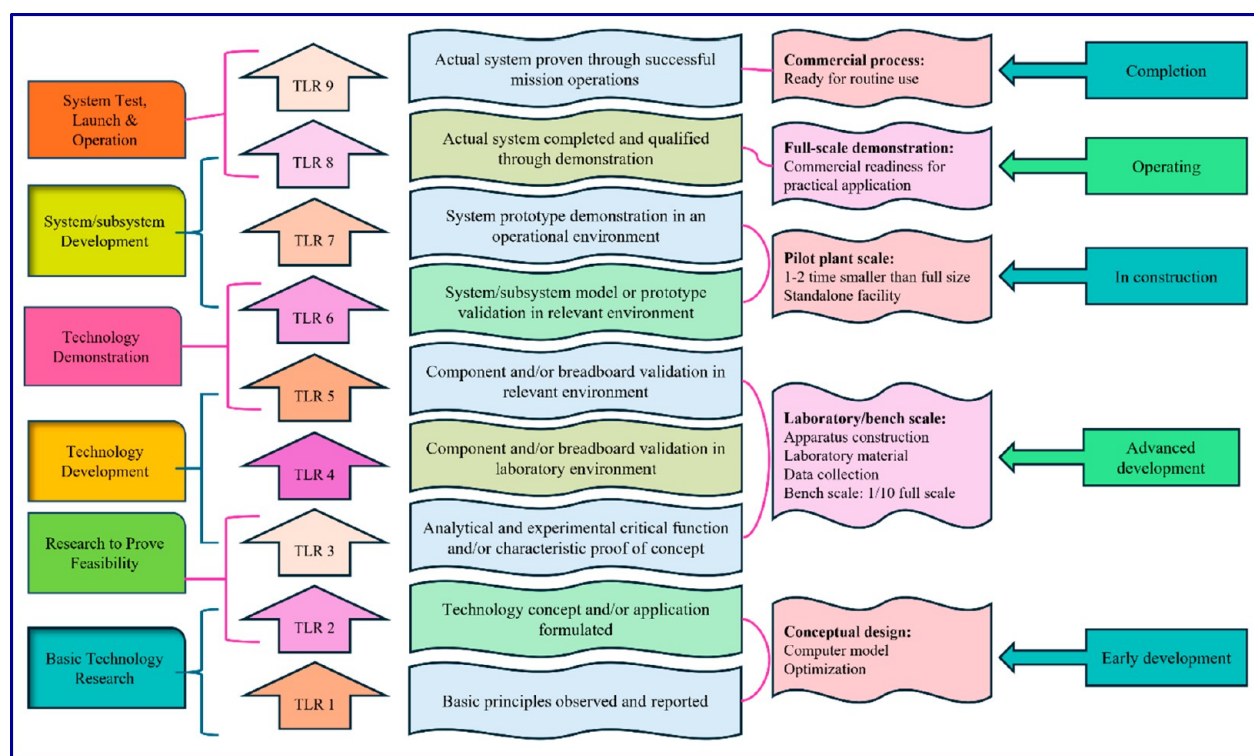 System Test,
Launch &
Operation
System/subsystem
Development
Technology
Demonstration
Technology
Development
Research to Prove
Feasibility
Basic Technology
Research
TLR 9
TLR 8
TLR 7
TLR 6
TLR 5
TLR 4
TLR 3
TLR 2
TLR 1
Actual system proven through successful
mission operations
Actual system completed and qualified
through demonstration
System prototype demonstration in an
operational environment
System/subsystem model or prototype
validation in relevant environment
Component and/or breadboard validation in
relevant environment
Component and/or breadboard validation in
laboratory environment
Analytical and experimental critical function
and/or characteristic proof of concept
Technology concept and/or application
formulated
Basic principles observed and reported
Commercial process:
Ready for routine use
Full-scale demonstration:
Commercial readiness for
practical application
Pilot plant scale:
1-2 time smaller than full size
Standalone facility
Laboratory/bench scale:
Apparatus construction
Laboratory material
Data collection
Bench scale: 1/10 full scale
Conceptual design:
Computer model
Optimization
Completion
Operating
In construction
Advanced
development
Early development